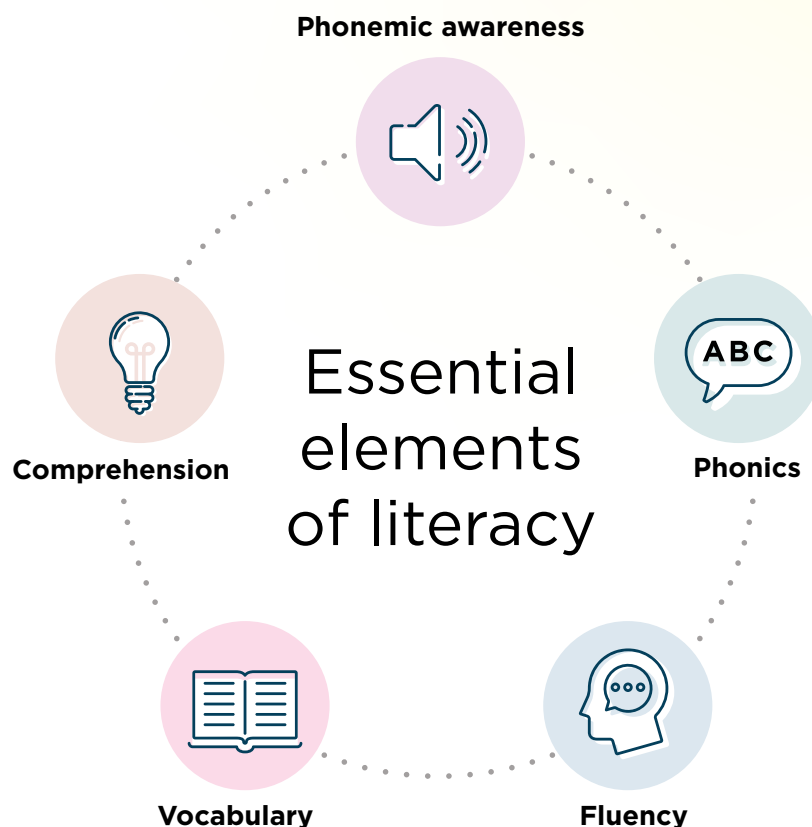 Phonemic awareness
ABC
Essential
elements
of literacy
Comprehension
Phonics
Vocabulary
Fluency